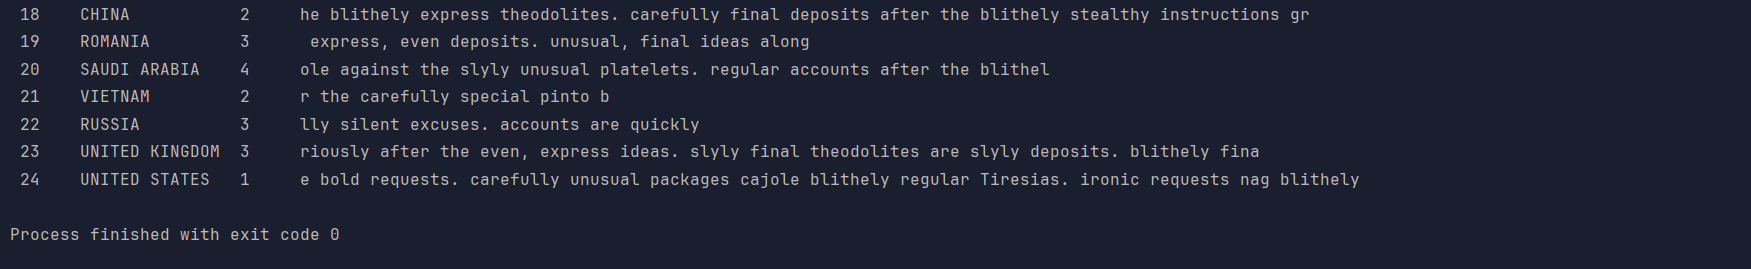 18 CHINA 2 he blithely express theodolites. carefully final deposits after the blithely stealthy instructions gr
19 ROMANIA 3 express, even deposits. unusual, final ideas along
20 SAUDI ARABIA 4 ole against the slyly unusual platelets. regular accounts after the blithel
21 VIETNAM 2 r the carefully special pinto b
22 RUSSIA 3 lly silent excuses. accounts are quickly
23 UNITED KINGDOM 3 riously after the even, express ideas. slyly final theodolites are slyly deposits. blithely fina
24 UNITED STATES 1 e bold requests. carefully unusual packages cajole blithely regular Tiresias. ironic requests nag blithely
Process finished with exit code 0